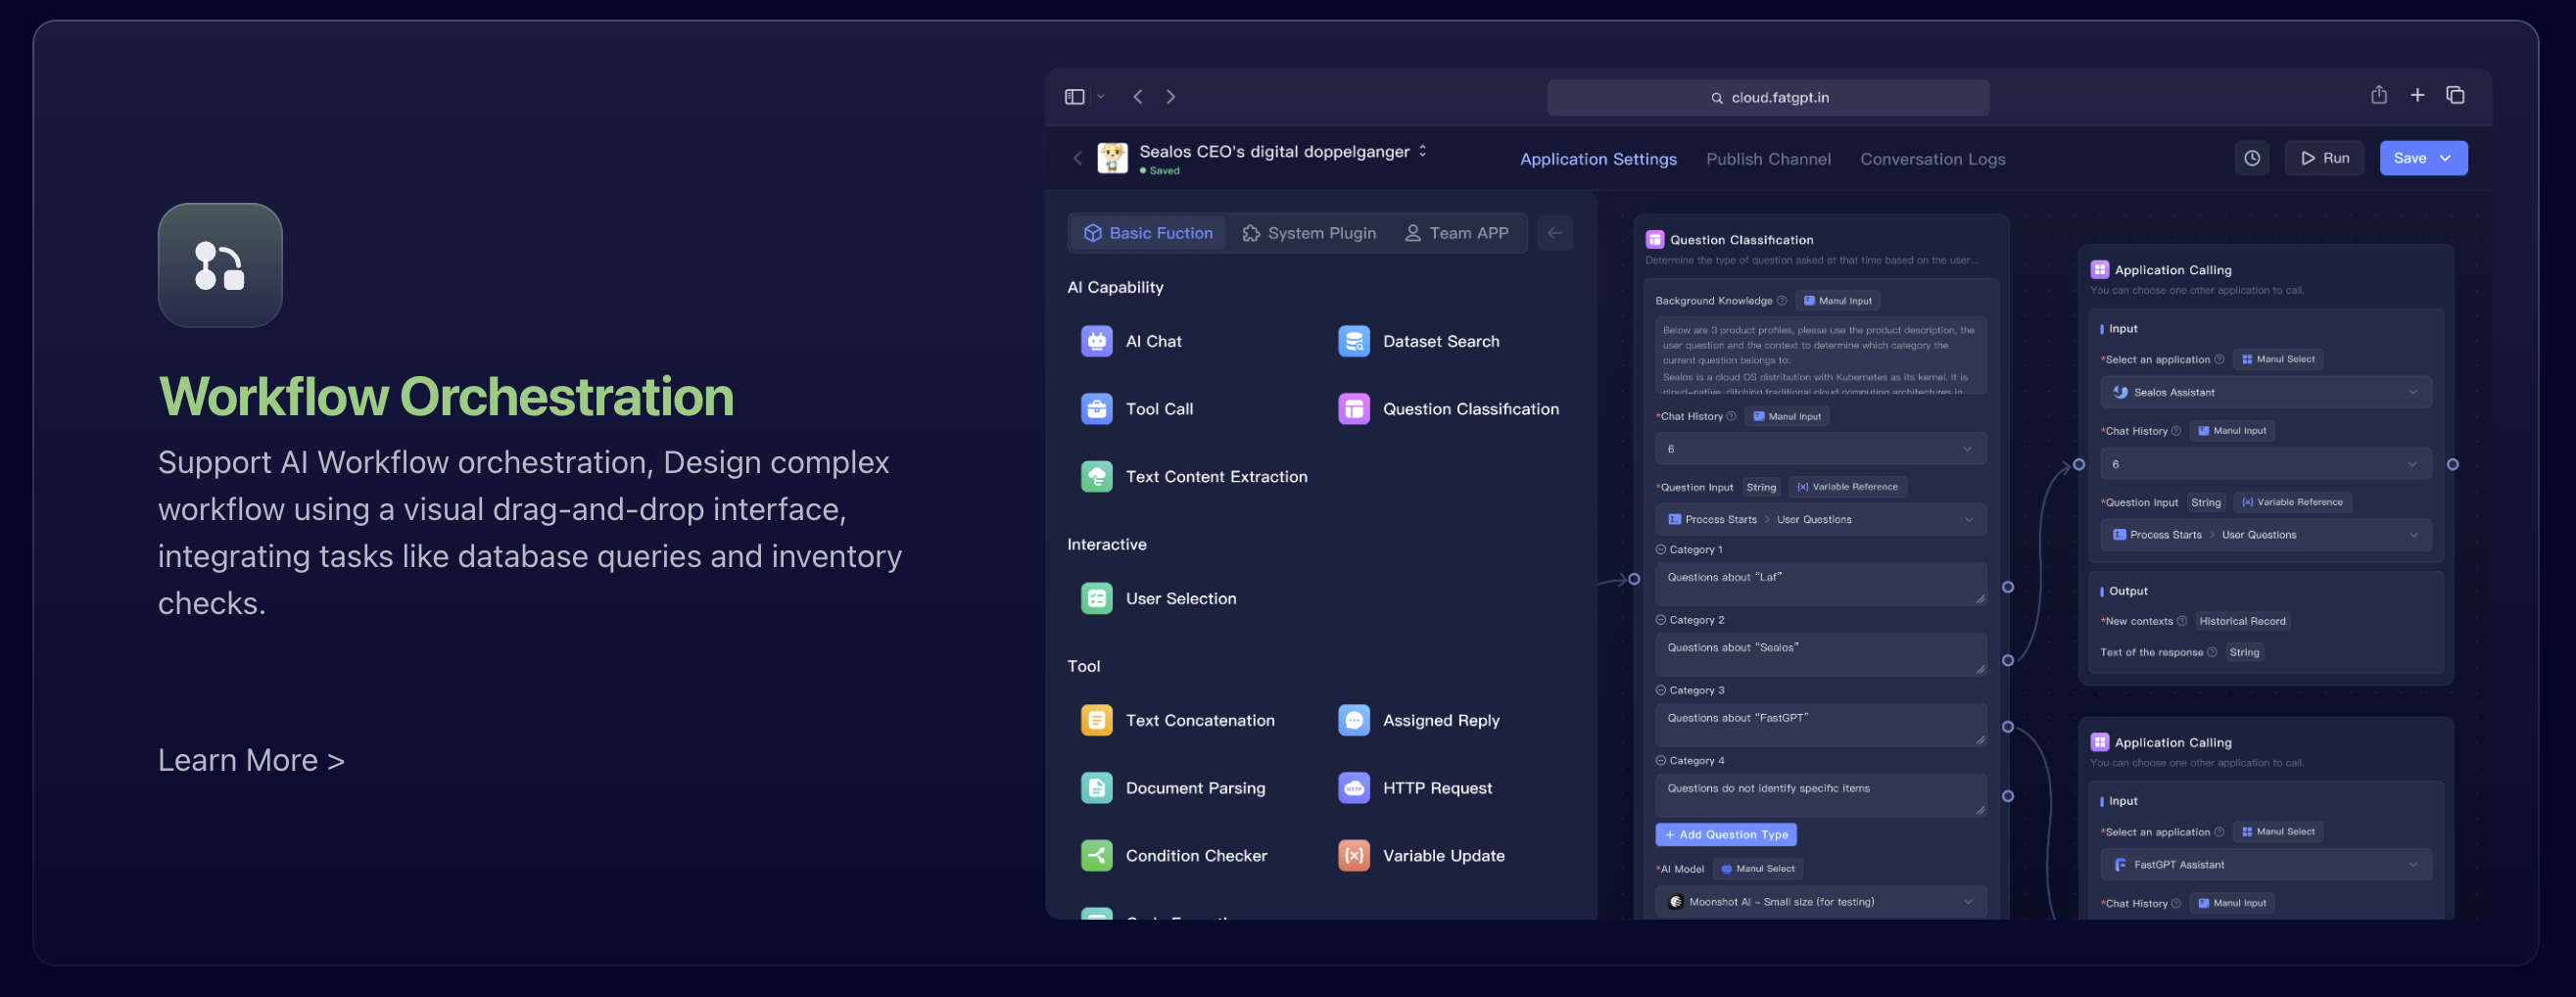 Workflow Orchestration
Support AI Workflow orchestration, Design complex
workflow using a visual drag-and-drop interface,
integrating tasks like database queries and inventory
checks.
Learn More >
cloud.fatgpt.in
Sealos CEO's digital doppelganger
Saved
Application Settings
Publish Channel
Conversation Logs
Run
Save
Basic Fuction
System Plugin
Team APP
AI Capability
AI Chat
Dataset Search
Tool Call
Question Classification
Text Content Extraction
Interactive
User Selection
Tool
Text Concatenation
Assigned Reply
Document Parsing
HTTP Request
Condition Checker
Variable Update
Question Classification
Determine the type of question asked at that time based on the user...
Background Knowledge
Manul Input
Below are 3 product profiles, please use the product description, the
user question and the context to determine which category the
current question belongs to:
Sealos is a cloud OS distribution with Kubernetes as its kernel. It is
cloud-native, ditching traditional cloud computing architectures in
*Chat History
Manul Input
6
*Question Input
String
{x} Variable Reference
Process Starts > User Questions
Category 1
Questions about “Laf”
Category 2
Questions about “Sealos”
Category 3
Questions about “FastGPT”
Category 4
Questions do not identify specific items
+ Add Question Type
*AI Model
Manul Select
Moonshot AI – Small size (for testing)
Application Calling
You can choose one other application to call.
Input
*Select an application
Manul Select
Sealos Assistant
*Chat History
Manul Input
6
*Question Input
String
{x} Variable Reference
Process Starts > User Questions
Output
*New contexts
Historical Record
Text of the response
String
Application Calling
You can choose one other application to call.
Input
*Select an application
Manul Select
FastGPT Assistant
*Chat History
Manul Input